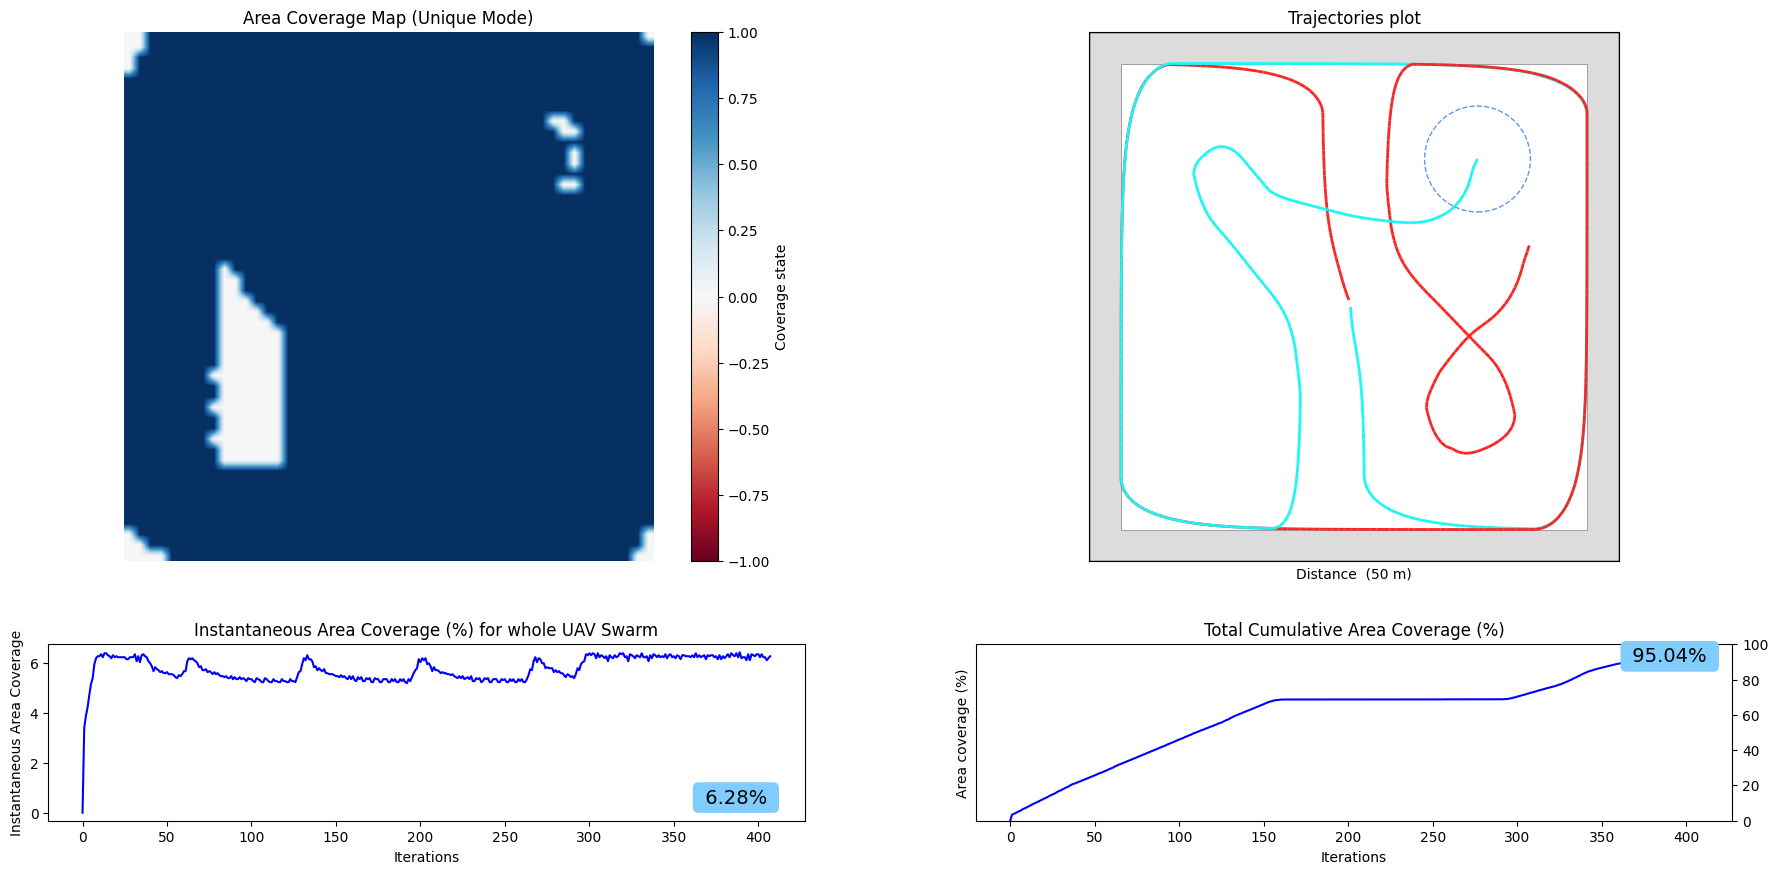 Area Coverage Map (Unique Mode)
1.00
0.75
0.50
0.25
0.00
−0.25
−0.50
−0.75
−1.00
Coverage state
Trajectories plot
Distance  (50 m)
Instantaneous Area Coverage (%) for whole UAV Swarm
Instantaneous Area Coverage
6
4
2
0
6.28%
0 50 100 150 200 250 300 350 400
Iterations
Total Cumulative Area Coverage (%)
Area coverage (%)
95.04%
100
80
60
40
20
0
0 50 100 150 200 250 300 350 400
Iterations